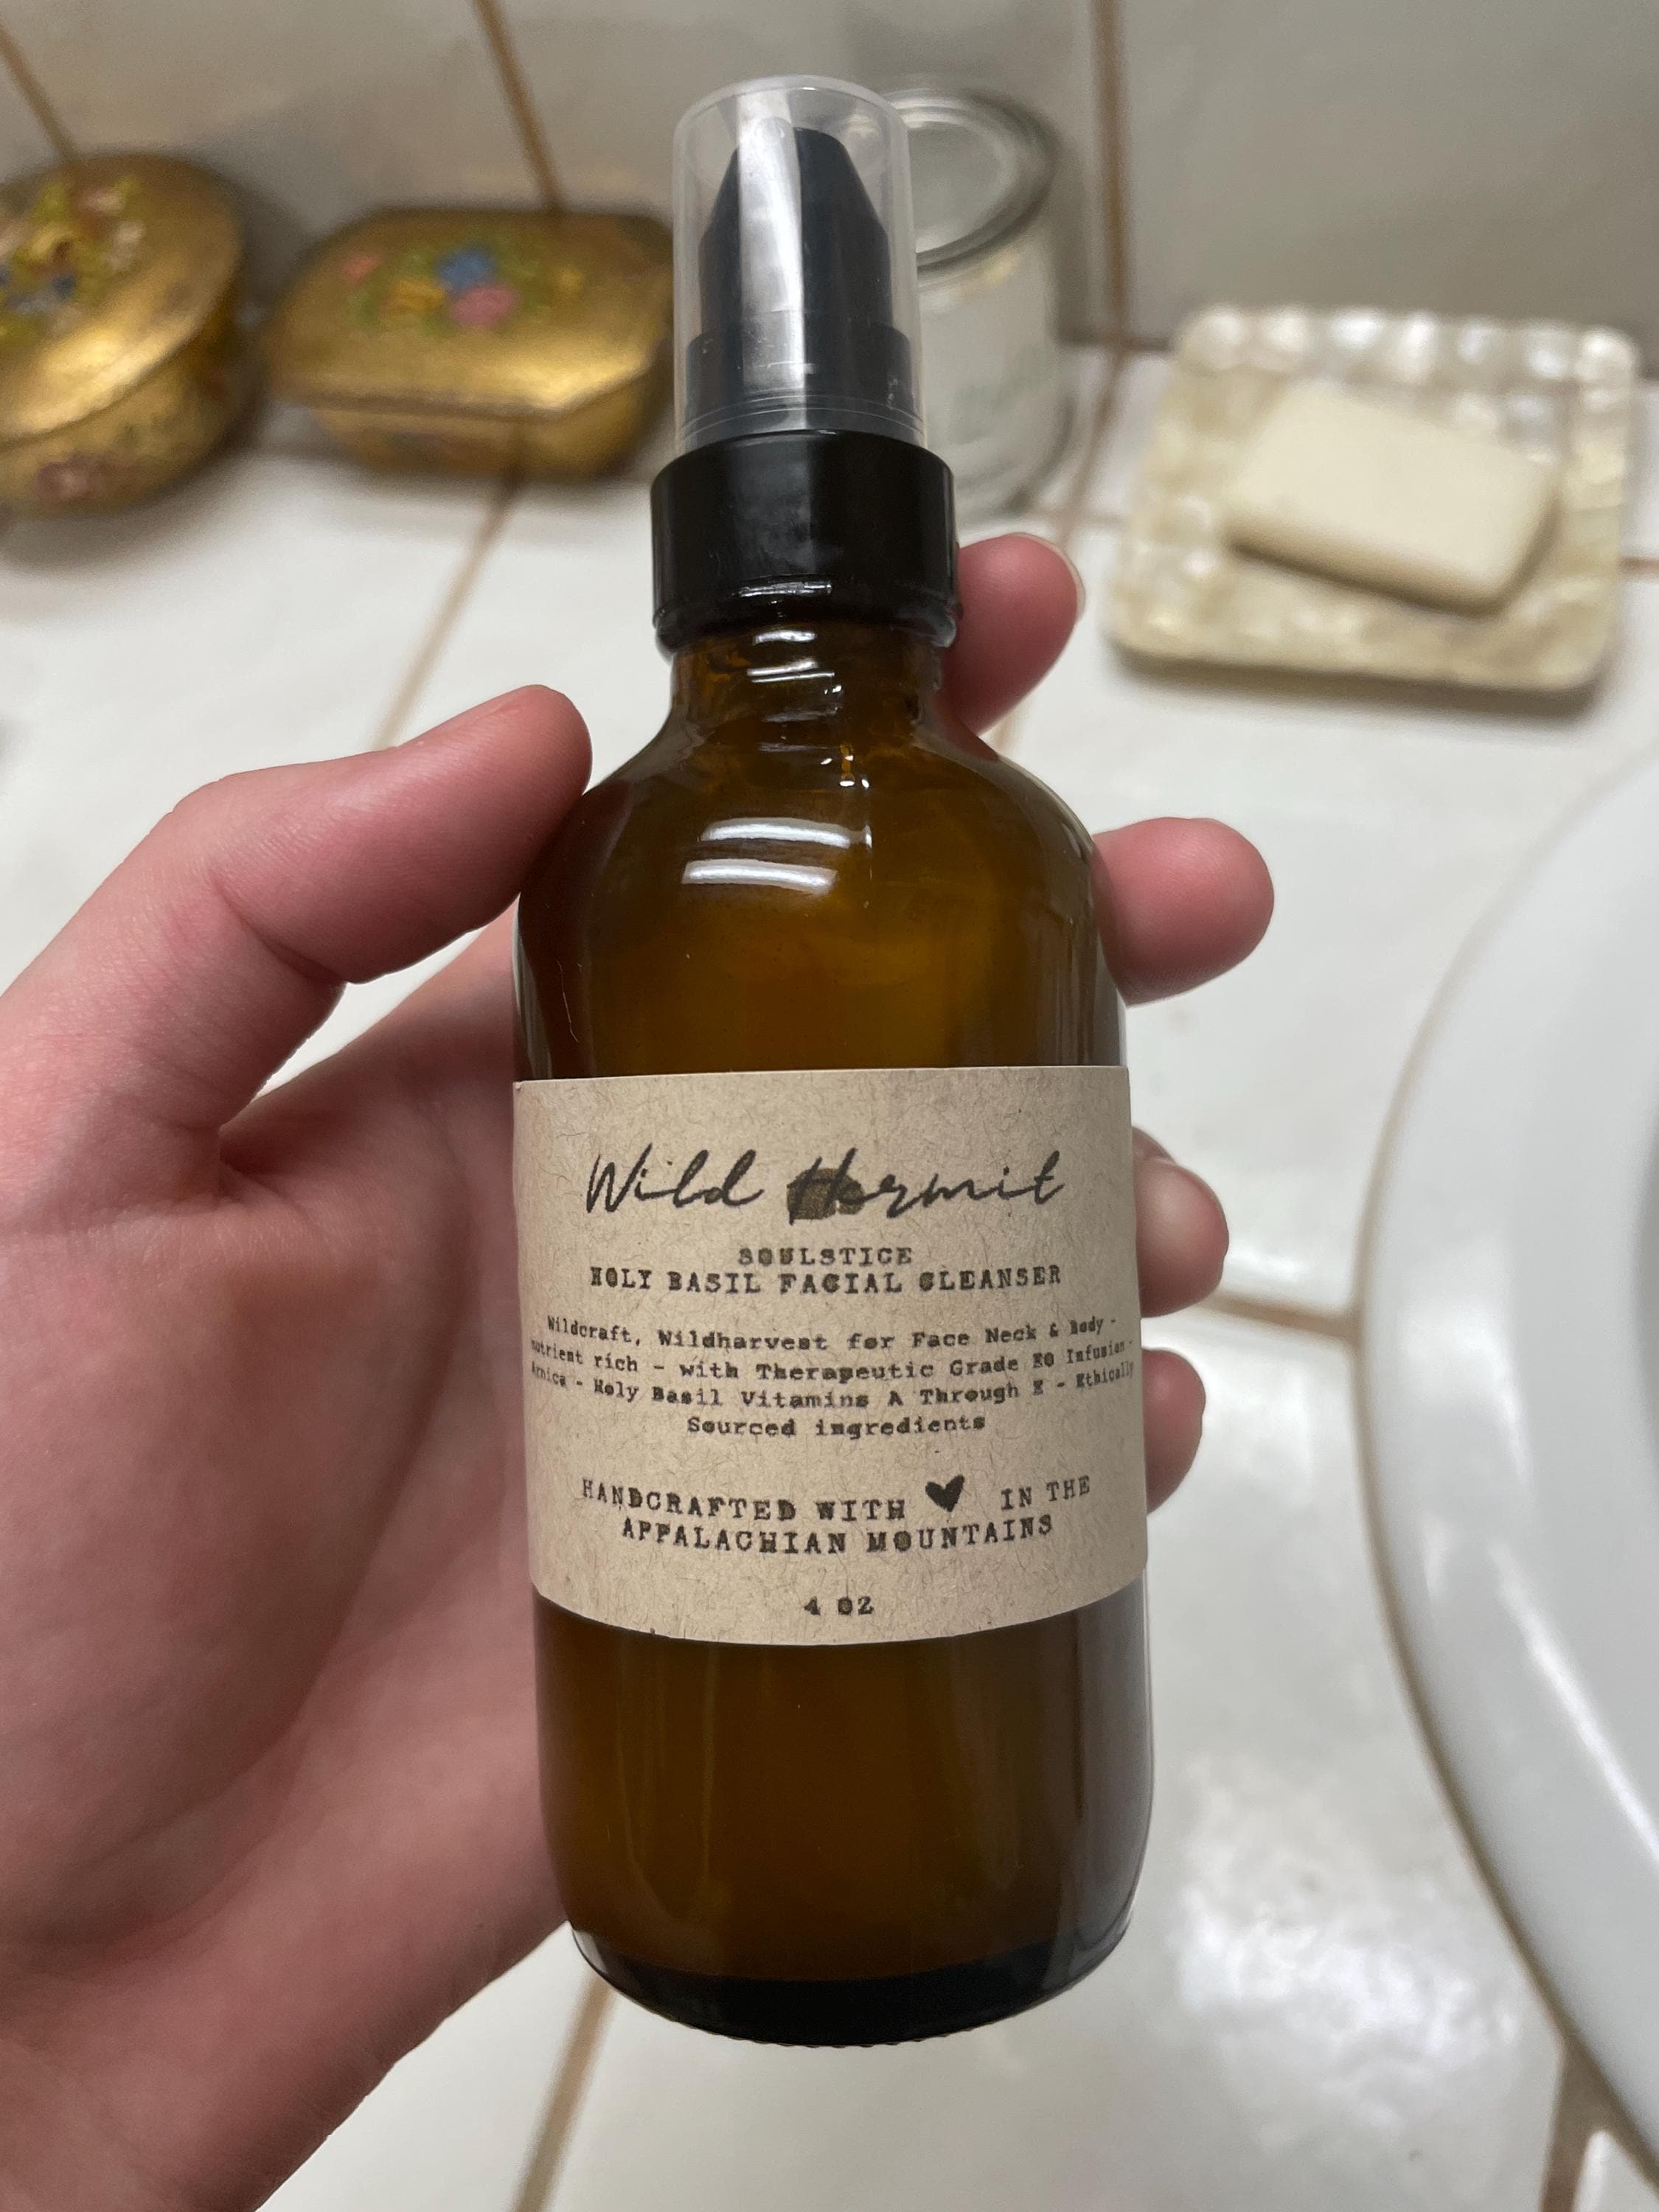 Wild Hermit
SOULSTICE
HOLY BASIL FACIAL CLEANSER
Wildcraft, Wildharvest for Face Neck & Body -
nutrient rich - with Therapeutic Grade EO Infusion -
Arnica - Holy Basil Vitamins A Through E - Ethically
Sourced ingredients
HANDCRAFTED WITH ♥ IN THE
APPALACHIAN MOUNTAINS
4 OZ